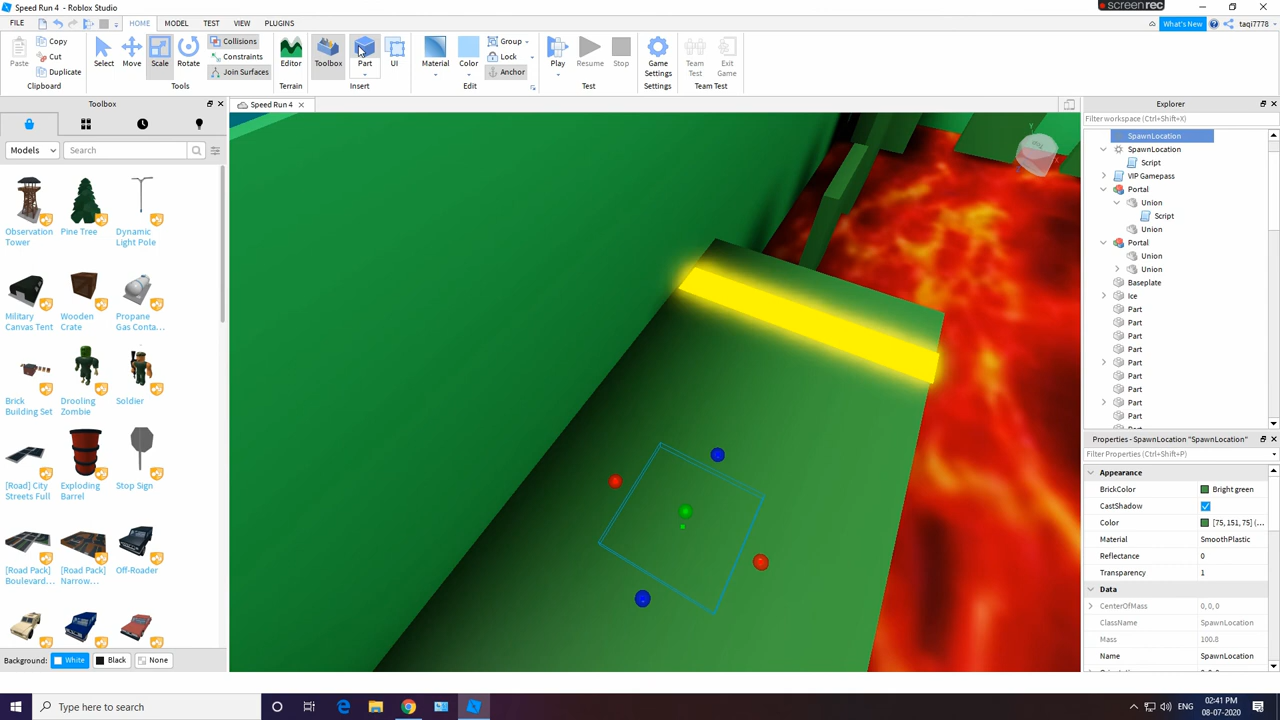 Speed Run 4 - Roblox Studio
SCREENREC
FILE HOME MODEL TEST VIEW PLUGINS
What's New taqi7778
Paste Copy Cut Duplicate
Clipboard
Select Move Scale Rotate Collisions Constraints Join Surfaces
Tools
Editor
Terrain
Toolbox Part UI
Insert
Material Color Group Lock Anchor
Edit
Play Resume Stop
Test
Game Settings
Settings
Team Test Exit Game
Team Test
Toolbox
Models Search
Observation Tower
Pine Tree
Dynamic Light Pole
Military Canvas Tent
Wooden Crate
Propane Gas Conta...
Brick Building Set
Drooling Zombie
Soldier
[Road] City Streets Full
Exploding Barrel
Stop Sign
[Road Pack] Boulevard...
[Road Pack] Narrow...
Off-Roader
Background: White Black None
Speed Run 4
Explorer
Filter workspace (Ctrl+Shift+X)
SpawnLocation
SpawnLocation
Script
VIP Gamepass
Portal
Union
Script
Union
Portal
Union
Union
Baseplate
Ice
Part
Part
Part
Part
Part
Part
Part
Part
Part
Properties - SpawnLocation "SpawnLocation"
Filter Properties (Ctrl+Shift+P)
Appearance
BrickColor Bright green
CastShadow
Color [75, 151, 75] (...
Material SmoothPlastic
Reflectance 0
Transparency 1
Data
CenterOfMass 0, 0, 0
ClassName SpawnLocation
Mass 100.8
Name SpawnLocation
Type here to search
ENG
02:41 PM
08-07-2020